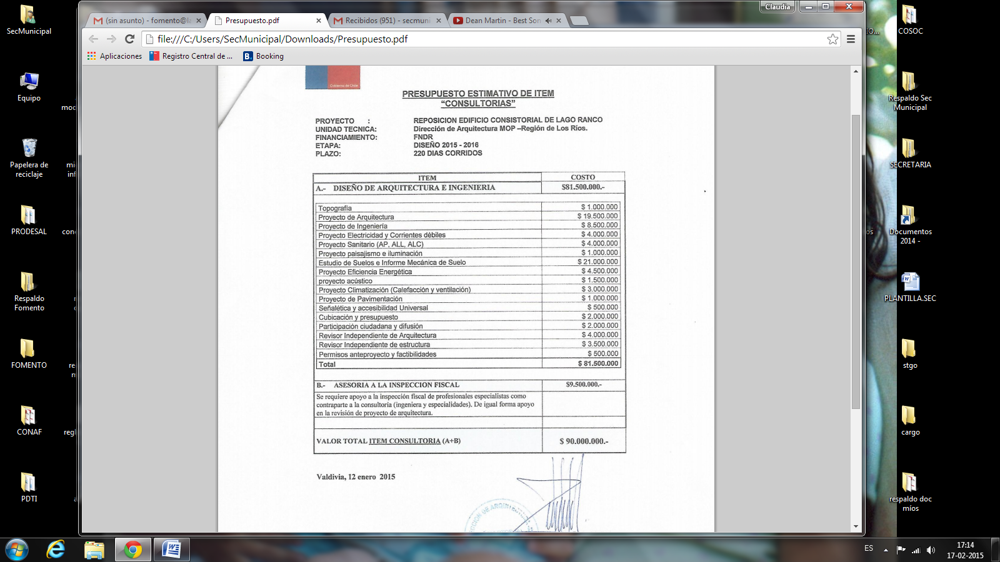 Claudia
(sin asunto) - fomento@la
Presupuesto.pdf
Recibidos (951) - secmuni
Dean Martin - Best Son
file:///C:/Users/SecMunicipal/Downloads/Presupuesto.pdf
Aplicaciones
Registro Central de ...
B.
Booking
Gobierno de Chile
PRESUPUESTO ESTIMATIVO DE ITEM
“CONSULTORIAS”
PROYECTO : REPOSICION EDIFICIO CONSISTORIAL DE LAGO RANCO
UNIDAD TECNICA: Dirección de Arquitectura MOP –Región de Los Ríos.
FINANCIAMIENTO: FNDR
ETAPA: DISEÑO 2015 - 2016
PLAZO: 220 DIAS CORRIDOS
ITEM COSTO
A.- DISEÑO DE ARQUITECTURA E INGENIERIA $81.500.000.-
Topografía $ 1.000.000
Proyecto de Arquitectura $ 19.500.000
Proyecto de Ingeniería $ 8.500.000
Proyecto Electricidad y Corrientes débiles $ 4.000.000
Proyecto Sanitario (AP, ALL, ALC) $ 4.000.000
Proyecto paisajismo e iluminación $ 1.000.000
Estudio de Suelos e Informe Mecánica de Suelo $ 21.000.000
Proyecto Eficiencia Energética $ 4.500.000
proyecto acústico $ 1.500.000
Proyecto Climatización (Calefacción y ventilación) $ 3.000.000
Proyecto de Pavimentación $ 1.000.000
Señalética y accesibilidad Universal $ 500.000
Cubicación y presupuesto $ 2.000.000
Participación ciudadana y difusión $ 2.000.000
Revisor Independiente de Arquitectura $ 4.000.000
Revisor Independiente de estructura $ 3.500.000
Permisos anteproyecto y factibilidades $ 500.000
Total $ 81.500.000
B.- ASESORIA A LA INSPECCION FISCAL $9.500.000.-
Se requiere apoyo a la inspección fiscal de profesionales especialistas como
contraparte a la consultoría (ingeniera y especialidades). De igual forma apoyo
en la revisión de proyecto de arquitectura.
VALOR TOTAL ITEM CONSULTORIA (A+B) $ 90.000.000.-
Valdivia, 12 enero 2015
SecMunicipal
Equipo
Papelera de
reciclaje
PRODESAL
Respaldo
Fomento
FOMENTO
CONAF
PDTI
COSOC
Respaldo Sec
Municipal
SECRETARIA
Documentos
2014 -
PLANTILLA.SEC
stgo
cargo
respaldo doc
míos
ES
17:14
17-02-2015